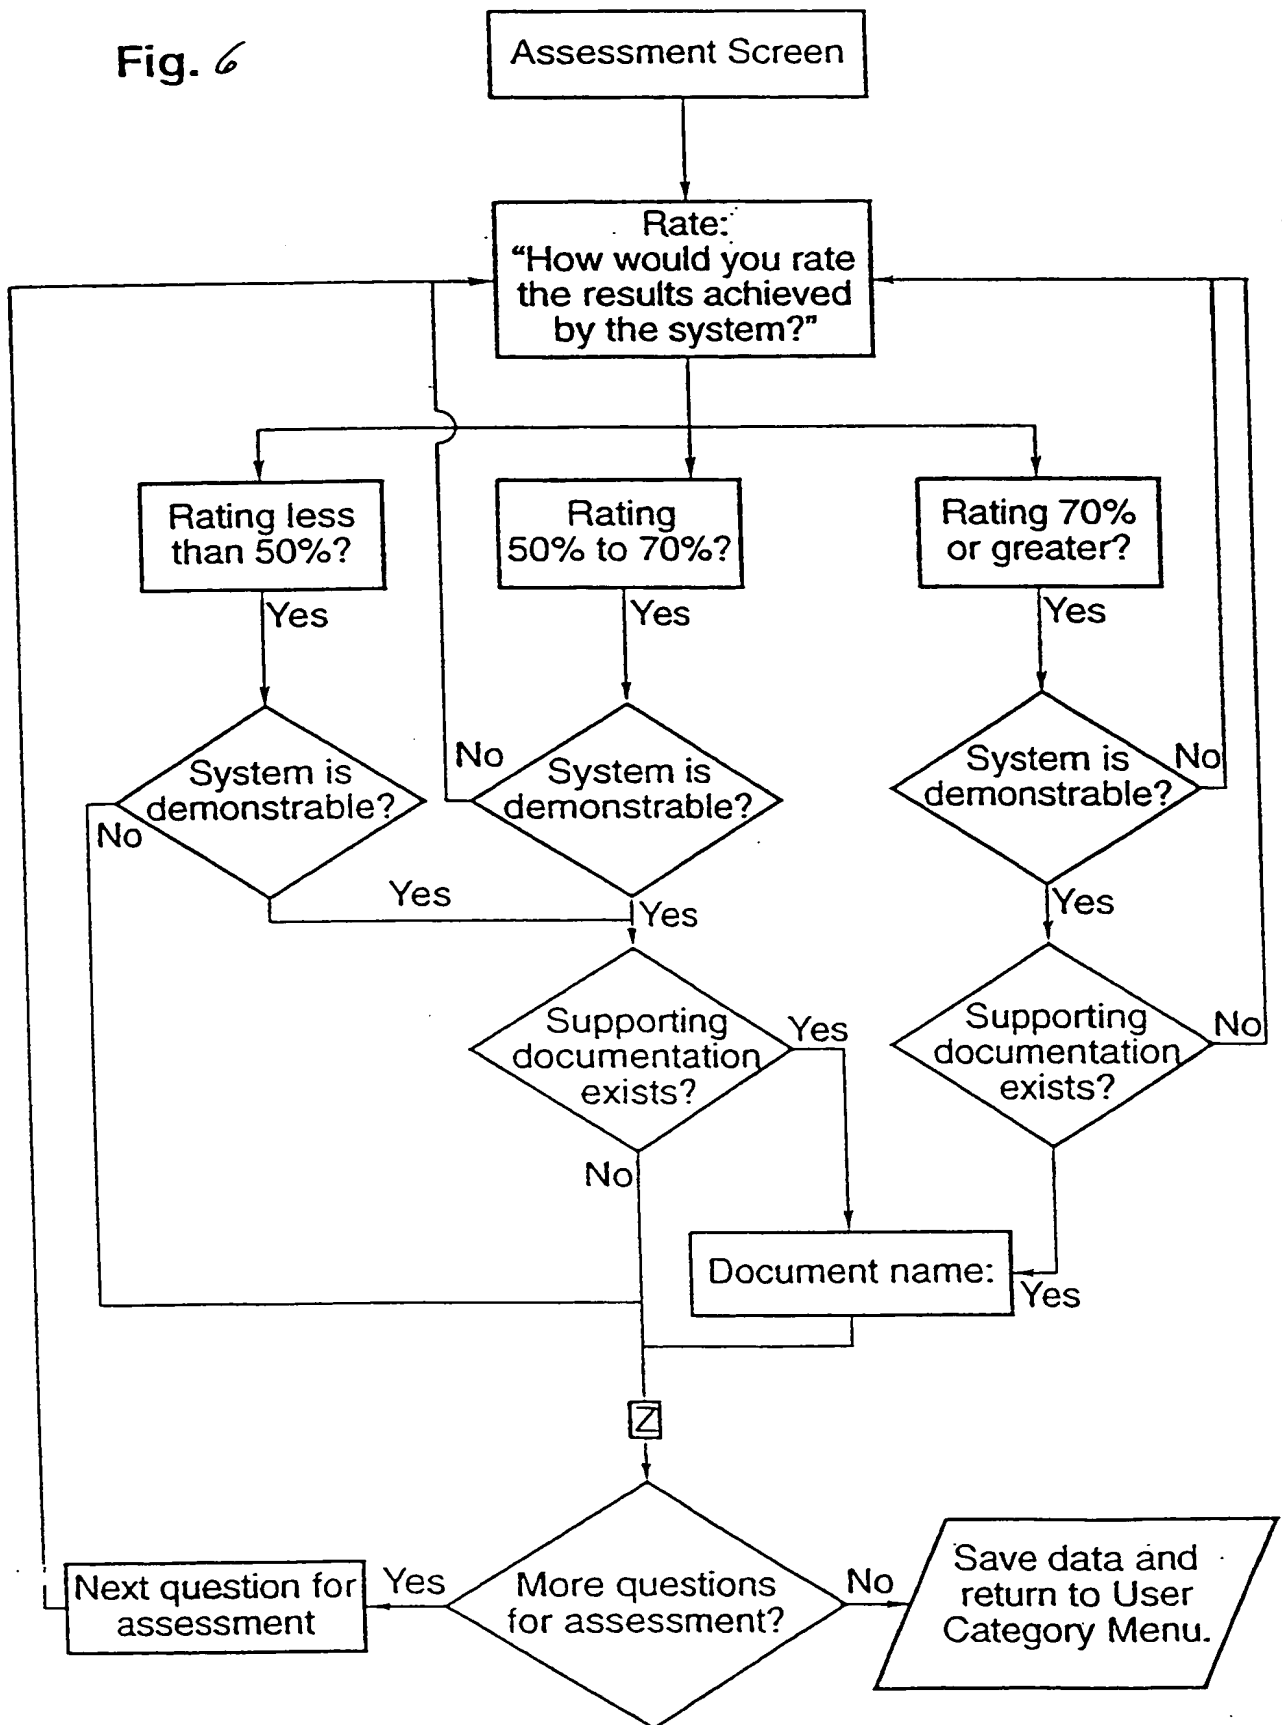 Fig. 6
Assessment Screen
Rate:
“How would you rate
the results achieved
by the system?”
Rating less
than 50%?
Rating
50% to 70%?
Rating 70%
or greater?
Yes
Yes
Yes
System is
demonstrable?
No
No
System is
demonstrable?
System is
demonstrable?
No
Yes
Yes
Yes
Supporting
documentation
exists?
Yes
No
Supporting
documentation
exists?
No
Document name:
Yes
Z
Next question for
assessment
Yes
More questions
for assessment?
No
Save data and
return to User
Category Menu.